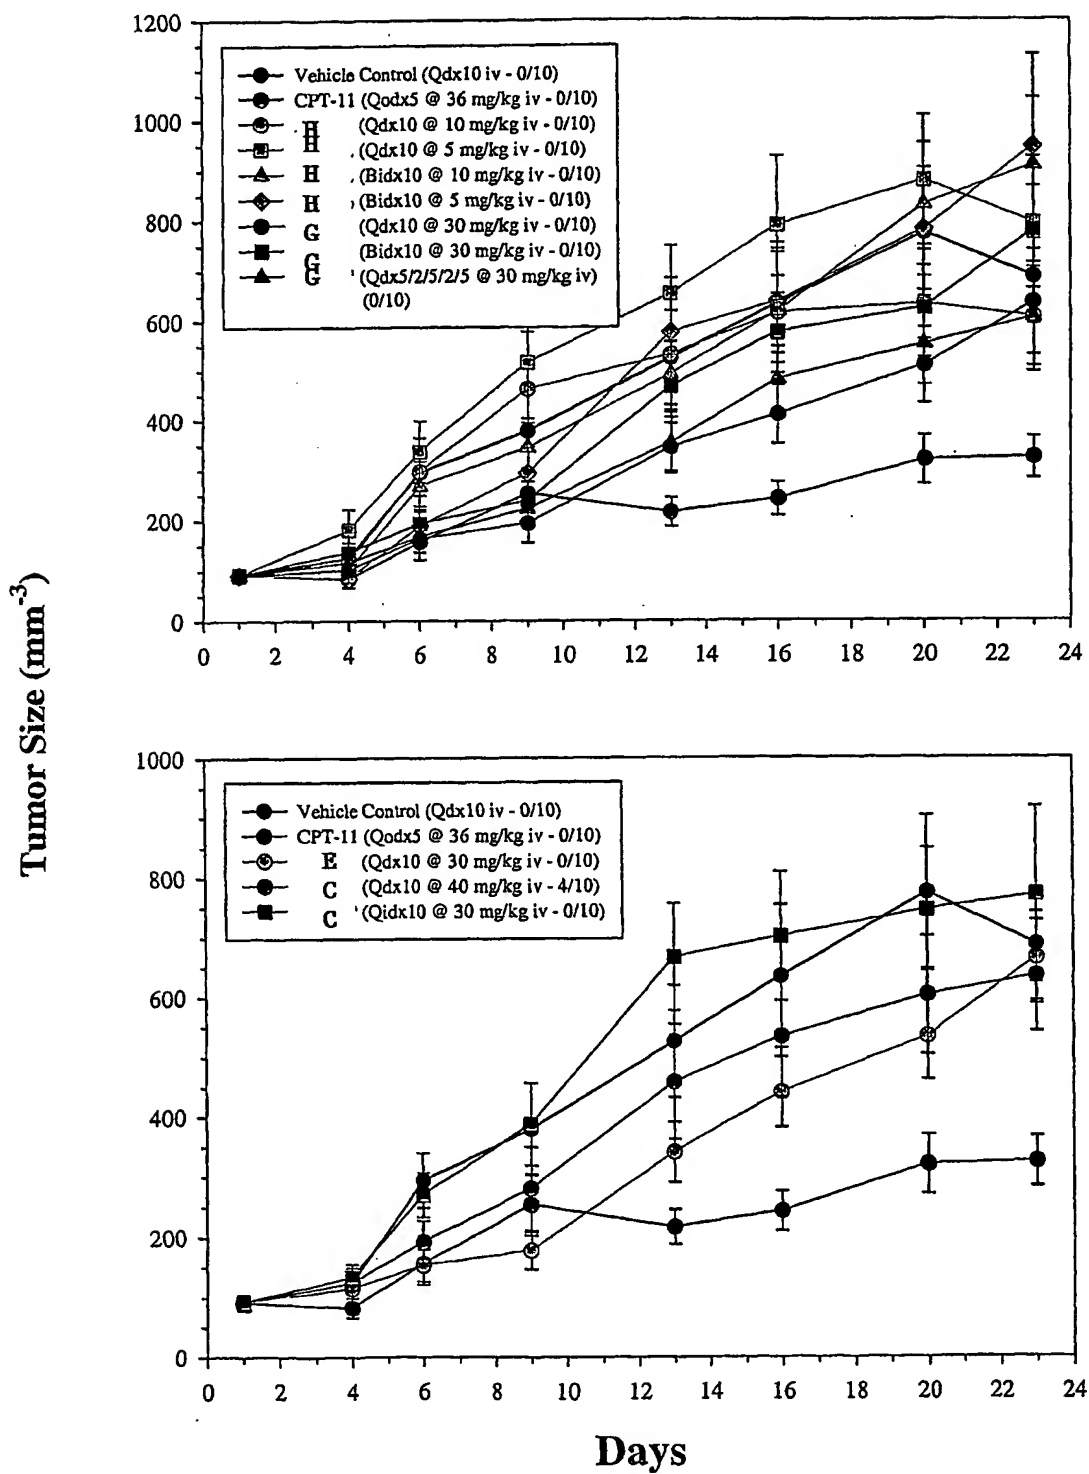 Tumor Size (mm-3)
1200
1000
800
600
400
200
0
Vehicle Control (Qdx10 iv - 0/10)
CPT-11 (Qodx5 @ 36 mg/kg iv - 0/10)
H (Qdx10 @ 10 mg/kg iv - 0/10)
H (Qdx10 @ 5 mg/kg iv - 0/10)
H (Bidx10 @ 10 mg/kg iv - 0/10)
H (Bidx10 @ 5 mg/kg iv - 0/10)
G (Qdx10 @ 30 mg/kg iv - 0/10)
G (Bidx10 @ 30 mg/kg iv - 0/10)
G (Qdx5/2/5/2/5 @ 30 mg/kg iv)
(0/10)
0 2 4 6 8 10 12 14 16 18 20 22 24
1000
800
600
400
200
0
Vehicle Control (Qdx10 iv - 0/10)
CPT-11 (Qodx5 @ 36 mg/kg iv - 0/10)
E (Qdx10 @ 30 mg/kg iv - 0/10)
C (Qdx10 @ 40 mg/kg iv - 4/10)
C (Qidx10 @ 30 mg/kg iv - 0/10)
0 2 4 6 8 10 12 14 16 18 20 22 24
Days